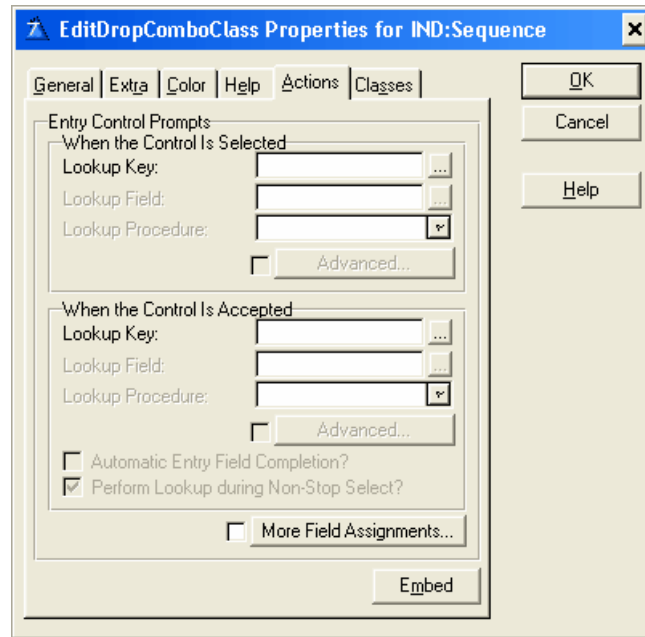 EditDropComboClass Properties for IND:Sequence
General Extra Color Help Actions Classes
OK
Cancel
Help
Entry Control Prompts
When the Control Is Selected
Lookup Key: ...
Lookup Field: ...
Lookup Procedure:
Advanced...
When the Control Is Accepted
Lookup Key: ...
Lookup Field: ...
Lookup Procedure:
Advanced...
Automatic Entry Field Completion?
Perform Lookup during Non-Stop Select?
More Field Assignments...
Embed